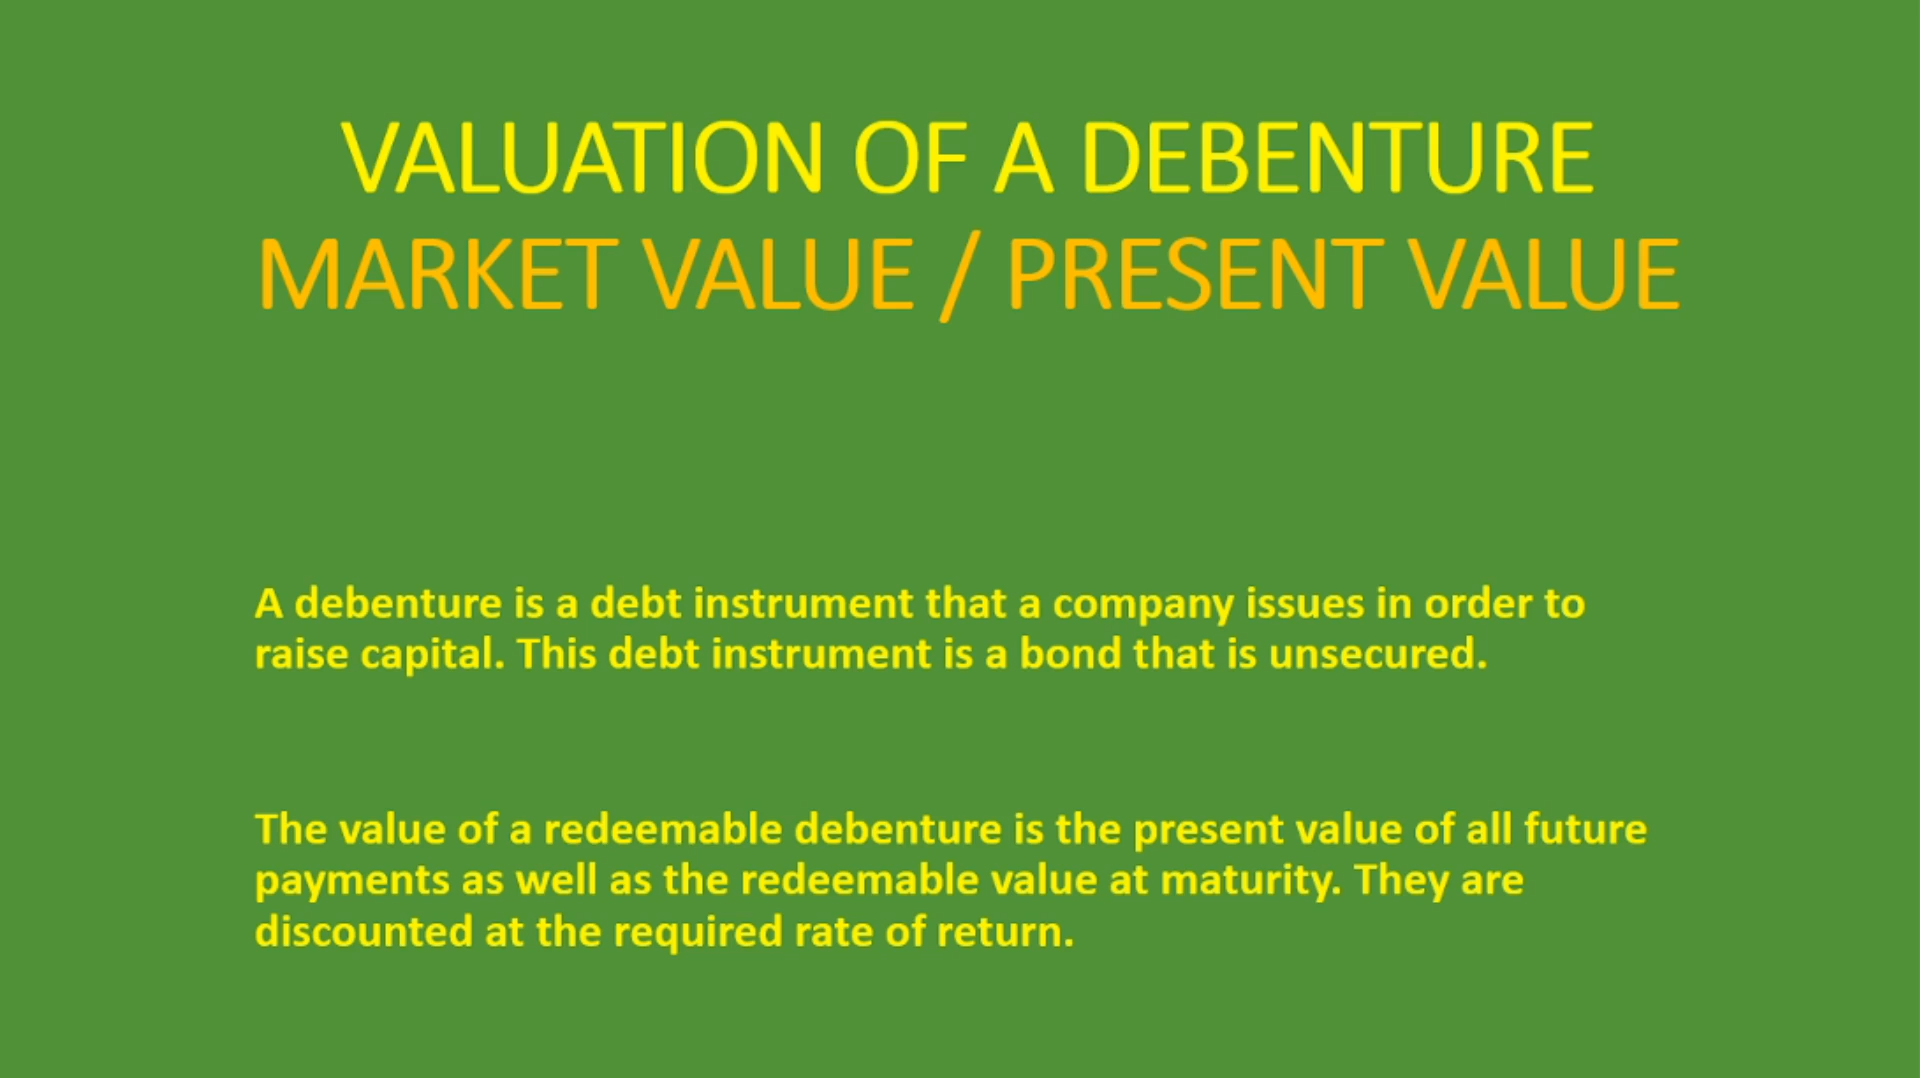 VALUATION OF A DEBENTURE
MARKET VALUE / PRESENT VALUE
A debenture is a debt instrument that a company issues in order to
raise capital. This debt instrument is a bond that is unsecured.
The value of a redeemable debenture is the present value of all future
payments as well as the redeemable value at maturity. They are
discounted at the required rate of return.